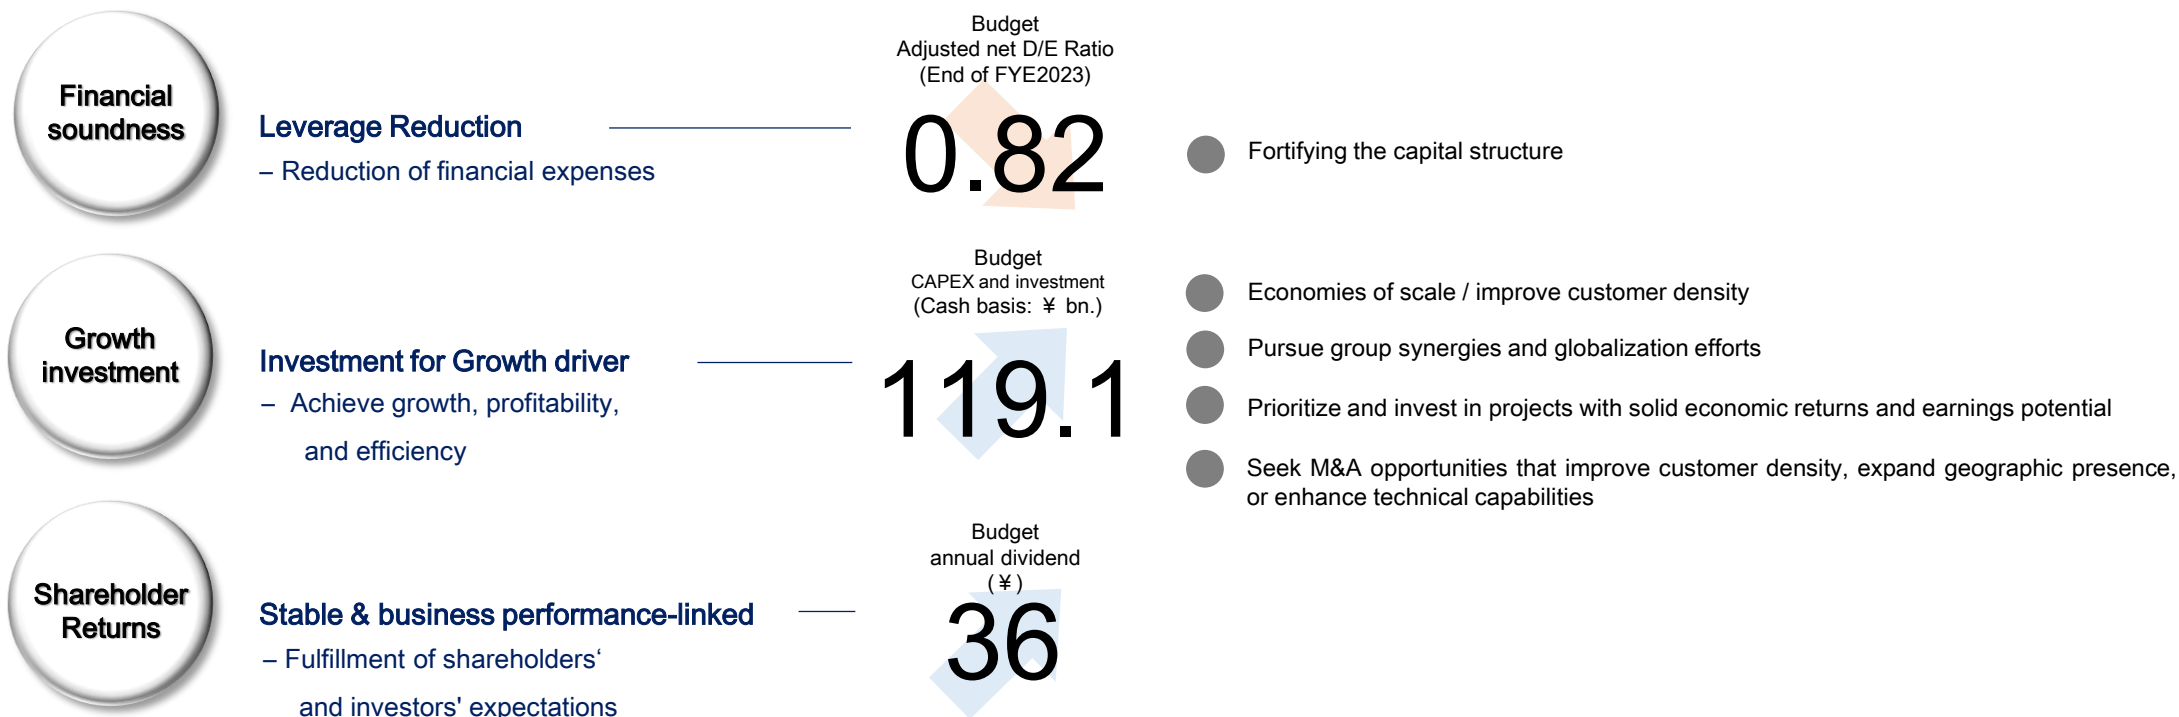 Financial
soundness
Leverage Reduction
– Reduction of financial expenses
Budget
Adjusted net D/E Ratio
(End of FYE2023)
0.82
Fortifying the capital structure
Growth
investment
Investment for Growth driver
– Achieve growth, profitability,
and efficiency
Budget
CAPEX and investment
(Cash basis: ¥ bn.)
119.1
Economies of scale / improve customer density
Pursue group synergies and globalization efforts
Prioritize and invest in projects with solid economic returns and earnings potential
Seek M&A opportunities that improve customer density, expand geographic presence,
or enhance technical capabilities
Shareholder
Returns
Stable & business performance-linked
– Fulfillment of shareholders‘
and investors' expectations
Budget
annual dividend
(¥)
36